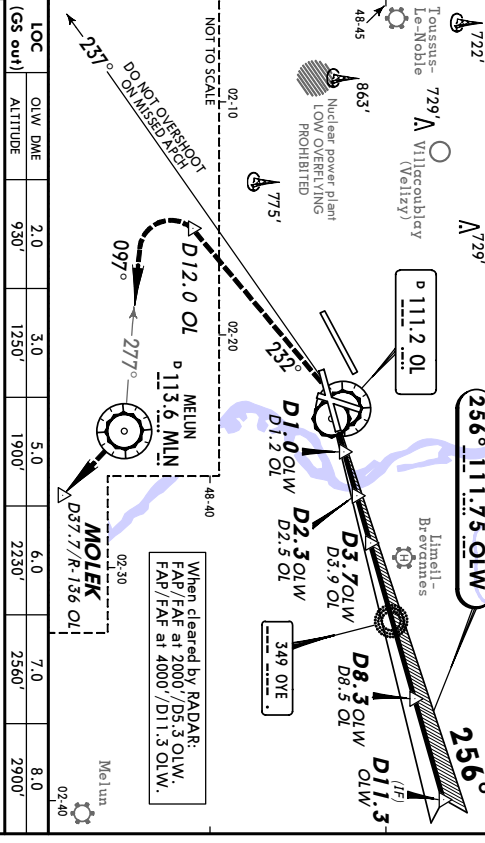 722'
Toussus-
Le-Noble
48-45
729'
Villacoublay
(Velizy)
729'
863'
Nuclear power plant
LOW OVERFLYING
PROHIBITED
775'
NOT TO SCALE
02-10
237°
DO NOT OVERSHOOT
ON MISSED APCH
D 111.2 OL
256° 111.75 OLW
232°
02-20
D12.0 OL
097°
277°
MELUN
D 113.6 MLN
MOLEK
D37.7/R-136 OL
D1.0 OLW
D1.2 OL
D2.3 OLW
D2.5 OL
D3.7 OLW
D3.9 OL
Limeil-
Brevannes
H
349 OYE
D8.3 OLW
D8.5 OL
(IF)
D11.3
OLW
256°
48-40
02-30
When cleared by RADAR:
FAP/FAF at 2000'/D5.3 OLW.
FAP/FAF at 4000'/D11.3 OLW.
Melun
02-40
LOC OLW DME 2.0 3.0 5.0 6.0 7.0 8.0
(GS out) ALTITUDE 930' 1250' 1900' 2230' 2560' 2900'